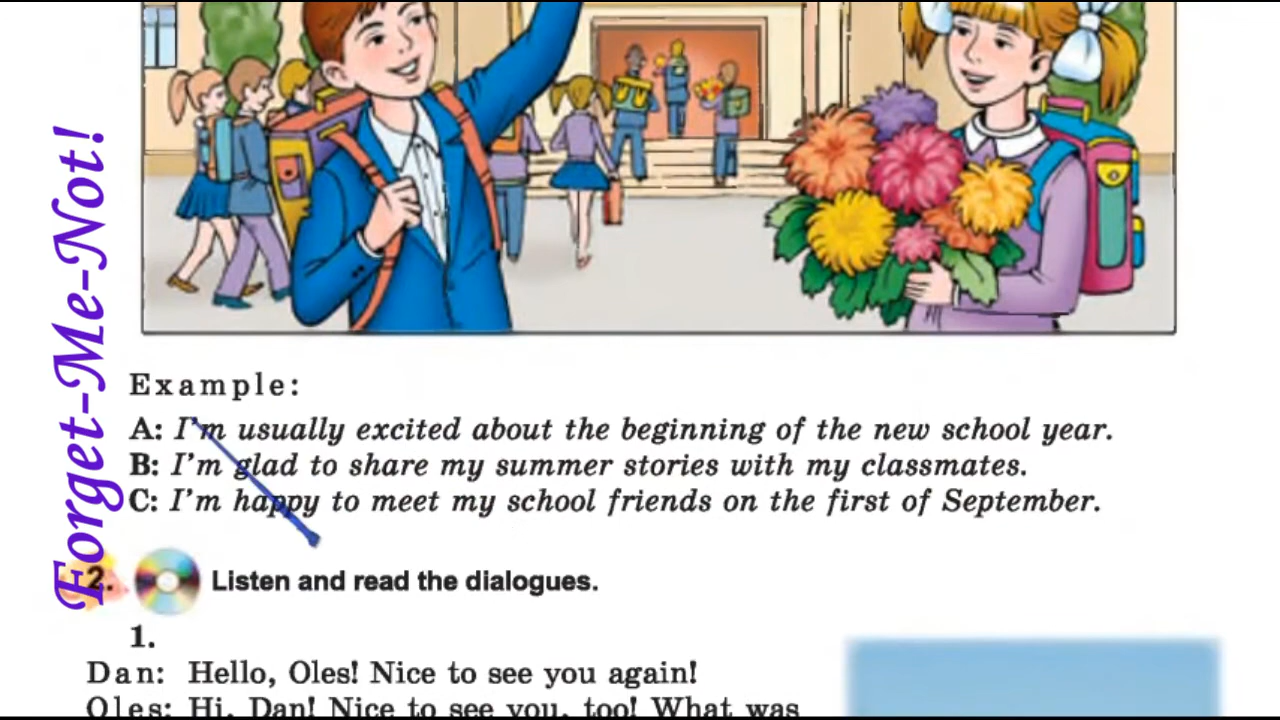 Forget-Me-Not!
Example:
A: I'm usually excited about the beginning of the new school year.
B: I'm glad to share my summer stories with my classmates.
C: I'm happy to meet my school friends on the first of September.
2. Listen and read the dialogues.
1.
Dan: Hello, Oles! Nice to see you again!
Oles: Hi, Dan! Nice to see you, too! What was